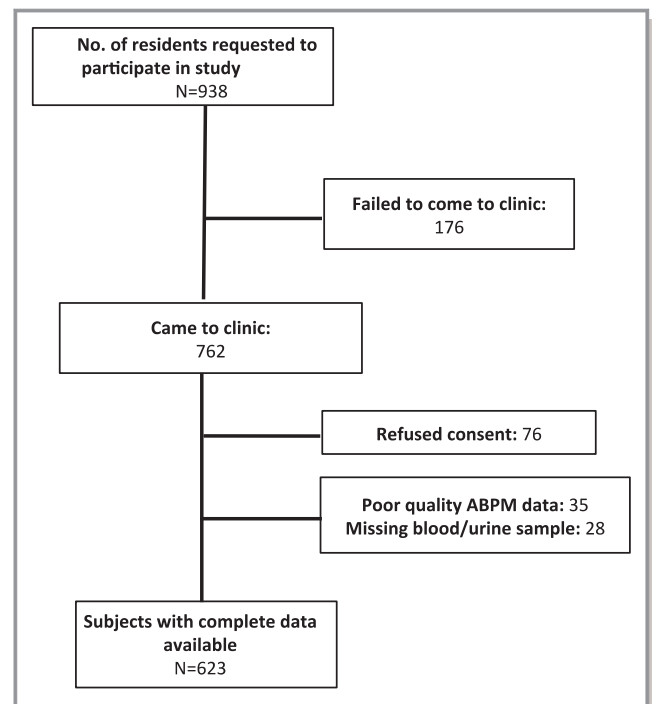 No. of residents requested to
participate in study
N=938
Failed to come to clinic:
176
Came to clinic:
762
Refused consent: 76
Poor quality ABPM data: 35
Missing blood/urine sample: 28
Subjects with complete data
available
N=623